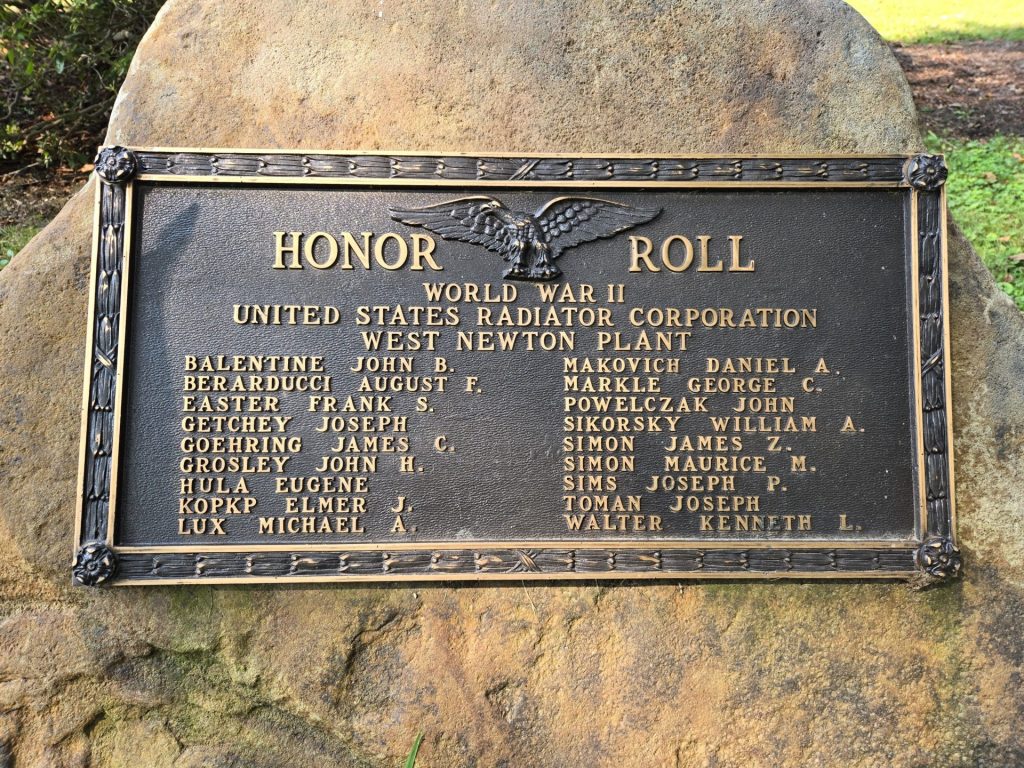 HONOR ROLL
WORLD WAR II
UNITED STATES RADIATOR CORPORATION
WEST NEWTON PLANT
BALENTINE JOHN B.
BERARDUCCI AUGUST F.
EASTER FRANK S.
GETCHEY JOSEPH
GOEHRING JAMES C.
GROSLEY JOHN H.
HULA EUGENE
KOPKP ELMER J.
LUX MICHAEL A.
MAKOVICH DANIEL A.
MARKLE GEORGE C.
POWELCZAK JOHN
SIKORSKY WILLIAM A.
SIMON JAMES Z.
SIMON MAURICE M.
SIMS JOSEPH P.
TOMAN JOSEPH
WALTER KENNETH L.